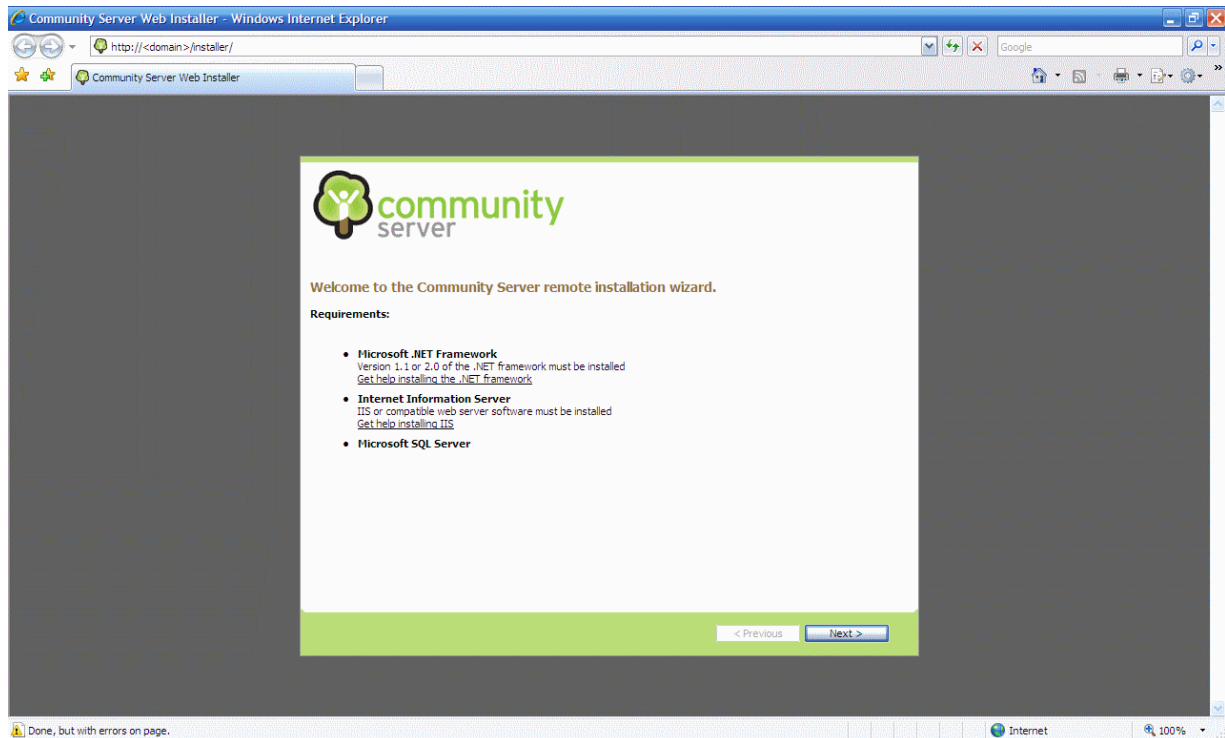 Community Server Web Installer - Windows Internet Explorer
http://<domain>/installer/
Google
Community Server Web Installer
community
server
Welcome to the Community Server remote installation wizard.
Requirements:
• Microsoft .NET Framework
Version 1.1 or 2.0 of the .NET framework must be installed
Get help installing the .NET framework
• Internet Information Server
IIS or compatible web server software must be installed
Get help installing IIS
• Microsoft SQL Server
< Previous
Next >
Done, but with errors on page.
Internet
100%